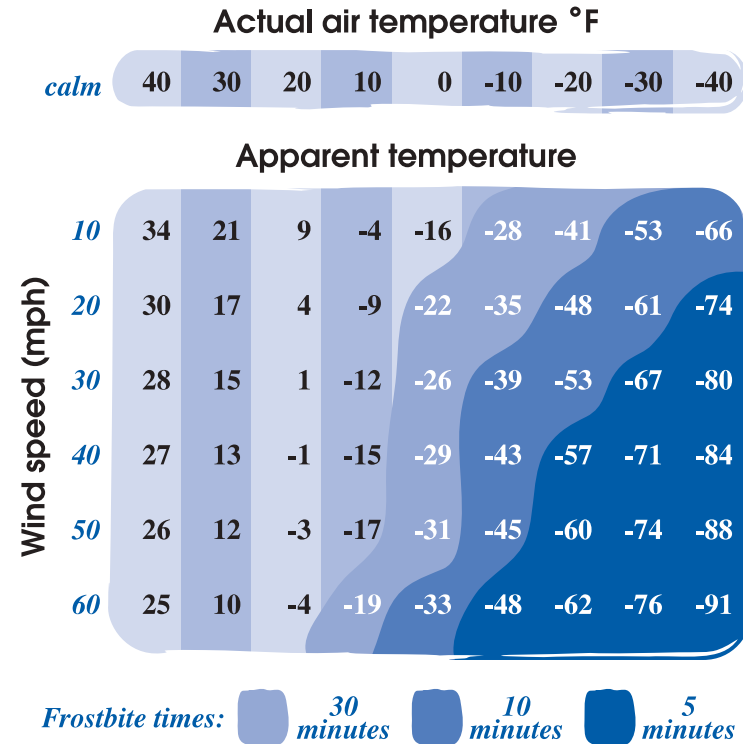 Actual air temperature °F
calm 40 30 20 10 0 -10 -20 -30 -40
Apparent temperature
Wind speed (mph)
10 34 21 9 -4 -16 -28 -41 -53 -66
20 30 17 4 -9 -22 -35 -48 -61 -74
30 28 15 1 -12 -26 -39 -53 -67 -80
40 27 13 -1 -15 -29 -43 -57 -71 -84
50 26 12 -3 -17 -31 -45 -60 -74 -88
60 25 10 -4 -19 -33 -48 -62 -76 -91
Frostbite times: 30 minutes 10 minutes 5 minutes